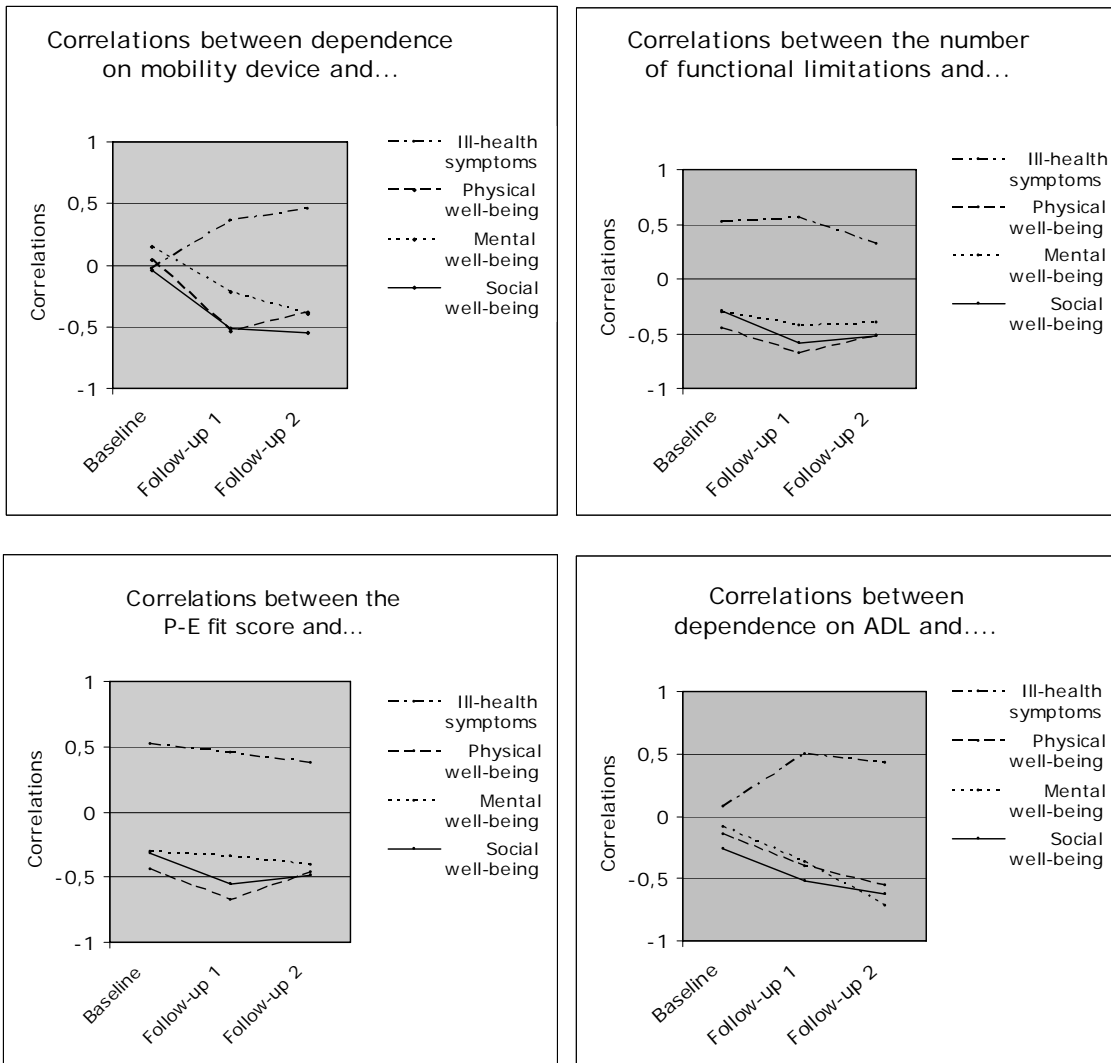 Correlations between dependence
on mobility device and...
Correlations
1
0,5
0
-0,5
-1
Baseline
Follow-up 1
Follow-up 2
Ill-health
symptoms
Physical
well-being
Mental
well-being
Social
well-being
Correlations between the number
of functional limitations and...
Correlations
1
0,5
0
-0,5
-1
Baseline
Follow-up 1
Follow-up 2
Ill-health
symptoms
Physical
well-being
Mental
well-being
Social
well-being
Correlations between the
P-E fit score and...
Correlations
1
0,5
0
-0,5
-1
Baseline
Follow-up 1
Follow-up 2
Ill-health
symptoms
Physical
well-being
Mental
well-being
Social
well-being
Correlations between
dependence on ADL and....
Correlations
1
0,5
0
-0,5
-1
Baseline
Follow-up 1
Follow-up 2
Ill-health
symptoms
Physical
well-being
Mental
well-being
Social
well-being